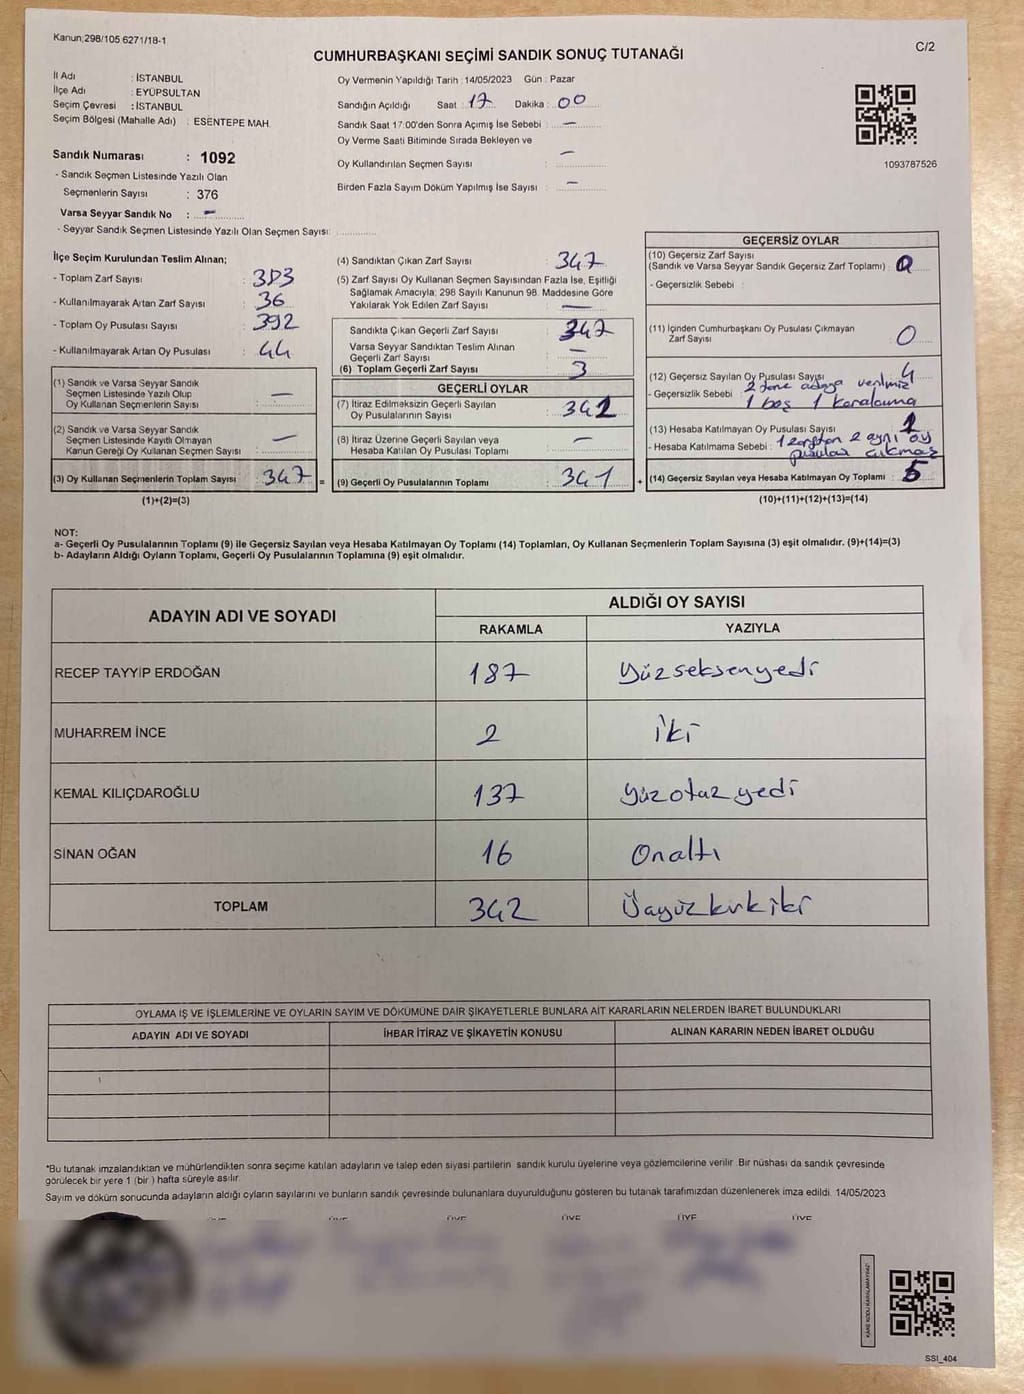 Kanun;298/105 6271/18-1
C/2
CUMHURBAŞKANI SEÇİMİ SANDIK SONUÇ TUTANAĞI
İl Adı : İSTANBUL
İlçe Adı : EYÜPSULTAN
Seçim Çevresi : İSTANBUL
Seçim Bölgesi (Mahalle Adı) : ESENTEPE MAH.
Sandık Numarası : 1092
- Sandık Seçmen Listesinde Yazılı Olan
Seçmenlerin Sayısı : 376
Varsa Seyyar Sandık No : -
- Seyyar Sandık Seçmen Listesinde Yazılı Olan Seçmen Sayısı:
Oy Vermenin Yapıldığı Tarih : 14/05/2023 Gün : Pazar
Sandığın Açıldığı Saat : 17 Dakika : 00
Sandık Saat 17:00'den Sonra Açımış İse Sebebi : -
Oy Verme Saati Bitiminde Sırada Bekleyen ve
Oy Kullandırılan Seçmen Sayısı : -
Birden Fazla Sayım Döküm Yapılmış İse Sayısı : -
1093787526
İlçe Seçim Kurulundan Teslim Alınan;
- Toplam Zarf Sayısı : 383
- Kullanılmayarak Artan Zarf Sayısı : 36
- Toplam Oy Pusulası Sayısı : 392
- Kullanılmayarak Artan Oy Pusulası : 44
(1) Sandık ve Varsa Seyyar Sandık
Seçmen Listesinde Yazılı Olup
Oy Kullanan Seçmenlerin Sayısı : -
(2) Sandık ve Varsa Seyyar Sandık
Seçmen Listesinde Kayıtlı Olmayan
Kanun Gereği Oy Kullanan Seçmen Sayısı : -
(3) Oy Kullanan Seçmenlerin Toplam Sayısı : 347 =
(1)+(2)=(3)
(4) Sandıktan Çıkan Zarf Sayısı : 347
(5) Zarf Sayısı Oy Kullanan Seçmen Sayısından Fazla İse, Eşitliği
Sağlamak Amacıyla; 298 Sayılı Kanunun 98. Maddesine Göre
Yakılarak Yok Edilen Zarf Sayısı : -
Sandıkta Çıkan Geçerli Zarf Sayısı : 347
Varsa Seyyar Sandıktan Teslim Alınan
Geçerli Zarf Sayısı : -
(6) Toplam Geçerli Zarf Sayısı : 3
GEÇERLİ OYLAR
(7) İtiraz Edilmeksizin Geçerli Sayılan
Oy Pusulalarının Sayısı : 342
(8) İtiraz Üzerine Geçerli Sayılan veya
Hesaba Katılan Oy Pusulası Toplamı : -
(9) Geçerli Oy Pusulalarının Toplamı : 341 +
GEÇERSİZ OYLAR
(10) Geçersiz Zarf Sayısı
(Sandık ve Varsa Seyyar Sandık Geçersiz Zarf Toplamı) : 0
- Geçersizlik Sebebi :
(11) İçinden Cumhurbaşkanı Oy Pusulası Çıkmayan
Zarf Sayısı : 0
(12) Geçersiz Sayılan Oy Pusulası Sayısı : 4
- Geçersizlik Sebebi : 2 tane adaya verilmiz
1 boş 1 karalama
(13) Hesaba Katılmayan Oy Pusulası Sayısı : 1
- Hesaba Katılmama Sebebi : 1 zarftan 2 aynı oy
pusulası çıkması
(14) Geçersiz Sayılan veya Hesaba Katılmayan Oy Toplamı : 5
(10)+(11)+(12)+(13)=(14)
NOT:
a- Geçerli Oy Pusulalarının Toplamı (9) ile Geçersiz Sayılan veya Hesaba Katılmayan Oy Toplamı (14) Toplamları, Oy Kullanan Seçmenlerin Toplam Sayısına (3) eşit olmalıdır. (9)+(14)=(3)
b- Adayların Aldığı Oyların Toplamı, Geçerli Oy Pusulalarının Toplamına (9) eşit olmalıdır.
ADAYIN ADI VE SOYADI ALDIĞI OY SAYISI
RAKAMLA YAZIYLA
RECEP TAYYİP ERDOĞAN 187 Yüzseksenyedi
MUHARREM İNCE 2 İki
KEMAL KILIÇDAROĞLU 137 Yüzotuzyedi
SİNAN OĞAN 16 Onaltı
TOPLAM 342 Üçyüzkırkiki
OYLAMA İŞ VE İŞLEMLERİNE VE OYLARIN SAYIM VE DÖKÜMÜNE DAİR ŞİKAYETLERLE BUNLARA AİT KARARLARIN NELERDEN İBARET BULUNDUKLARI
ADAYIN ADI VE SOYADI İHBAR İTİRAZ VE ŞİKAYETİN KONUSU ALINAN KARARIN NEDEN İBARET OLDUĞU
*Bu tutanak imzalandıktan ve mühürlendikten sonra seçime katılan adayların ve talep eden siyasi partilerin sandık kurulu üyelerine veya gözlemcilerine verilir. Bir nüshası da sandık çevresinde
görülecek bir yere 1 (bir ) hafta süreyle asılır.
Sayım ve döküm sonucunda adayların aldığı oyların sayılarını ve bunların sandık çevresinde bulunanlara duyurulduğunu gösteren bu tutanak tarafımızdan düzenlenerek imza edildi. 14/05/2023
ÜYE ÜYE ÜYE ÜYE
SSI_404